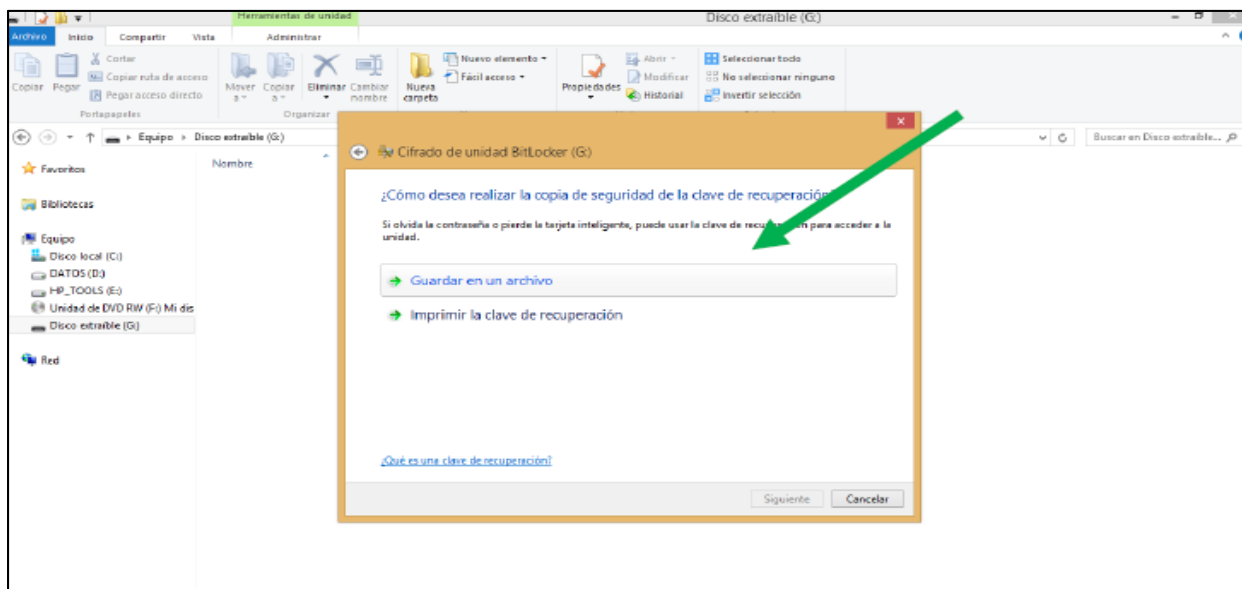 Herramientas de unidad
Disco extraíble (G:)
Archivo Inicio Compartir Vista Administrar
Copiar Pegar
Cortar
Copiar ruta de acceso
Pegar acceso directo
Portapapeles
Mover a
Copiar a
Eliminar
Cambiar nombre
Organizar
Nueva carpeta
Nuevo elemento
Fácil acceso
Propiedades
Abrir
Modificar
Historial
Seleccionar todo
No seleccionar ninguno
Invertir selección
Equipo Disco extraíble (G:)
Buscar en Disco extraíble...
Nombre
Favoritos
Bibliotecas
Equipo
Disco local (C:)
DATOS (D:)
HP_TOOLS (E:)
Unidad de DVD RW (F:) Mi dis
Disco extraíble (G:)
Red
Cifrado de unidad BitLocker (G:)
¿Cómo desea realizar la copia de seguridad de la clave de recuperación?
Si olvida la contraseña o pierde la tarjeta inteligente, puede usar la clave de recuperación para acceder a la
unidad.
Guardar en un archivo
Imprimir la clave de recuperación
¿Qué es una clave de recuperación?
Siguiente Cancelar